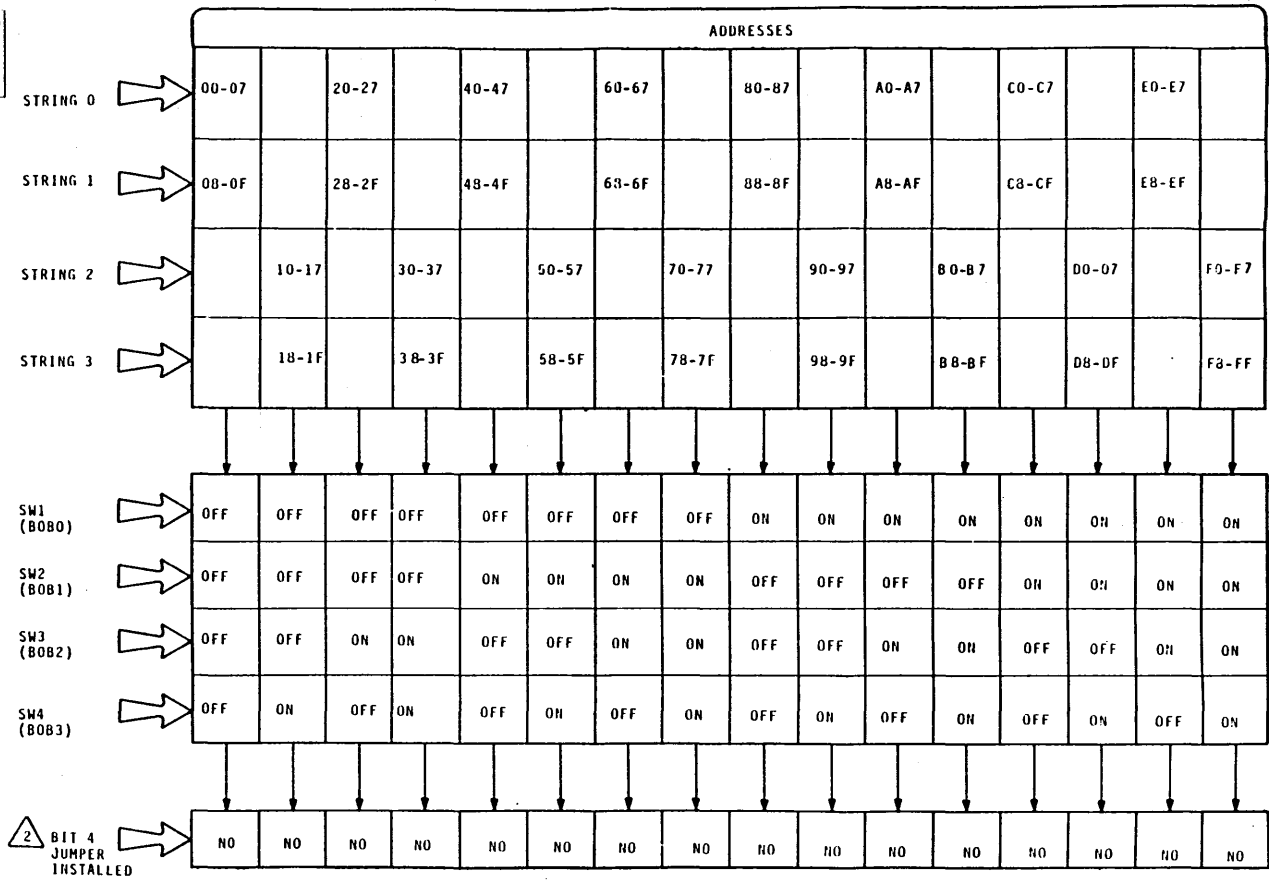 ADDRESSES
STRING 0 00-07 20-27 40-47 60-67 80-87 A0-A7 C0-C7 E0-E7
STRING 1 08-0F 28-2F 48-4F 68-6F 88-8F A8-AF C8-CF E8-EF
STRING 2 10-17 30-37 50-57 70-77 90-97 B0-B7 D0-D7 F0-F7
STRING 3 18-1F 38-3F 58-5F 78-7F 98-9F B8-BF D8-DF F8-FF
SW1 (BOB0) OFF OFF OFF OFF OFF OFF OFF OFF ON ON ON ON ON ON ON ON
SW2 (BOB1) OFF OFF OFF OFF ON ON ON ON OFF OFF OFF OFF ON ON ON ON
SW3 (BOB2) OFF OFF ON ON OFF OFF ON ON OFF OFF ON ON OFF OFF ON ON
SW4 (BOB3) OFF ON OFF ON OFF ON OFF ON OFF ON OFF ON OFF ON OFF ON
2 BIT 4 JUMPER INSTALLED NO NO NO NO NO NO NO NO NO NO NO NO NO NO NO NO